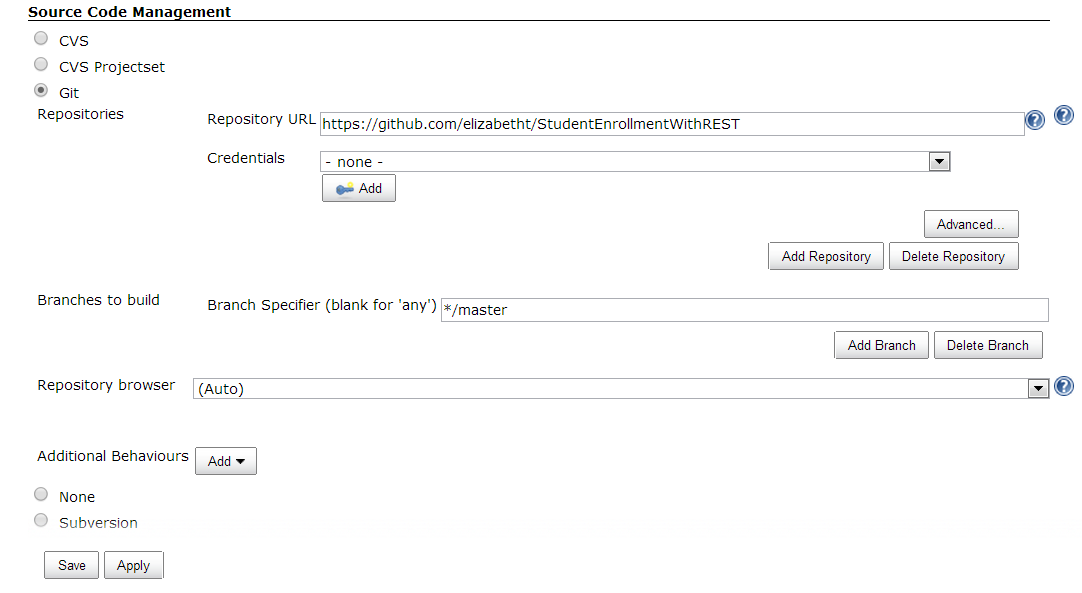 Source Code Management
CVS
CVS Projectset
Git
Repositories
Repository URL https://github.com/elizabetht/StudentEnrollmentWithREST
Credentials - none -
Add
Advanced...
Add Repository Delete Repository
Branches to build Branch Specifier (blank for 'any') */master
Add Branch Delete Branch
Repository browser (Auto)
Additional Behaviours Add
None
Subversion
Save Apply